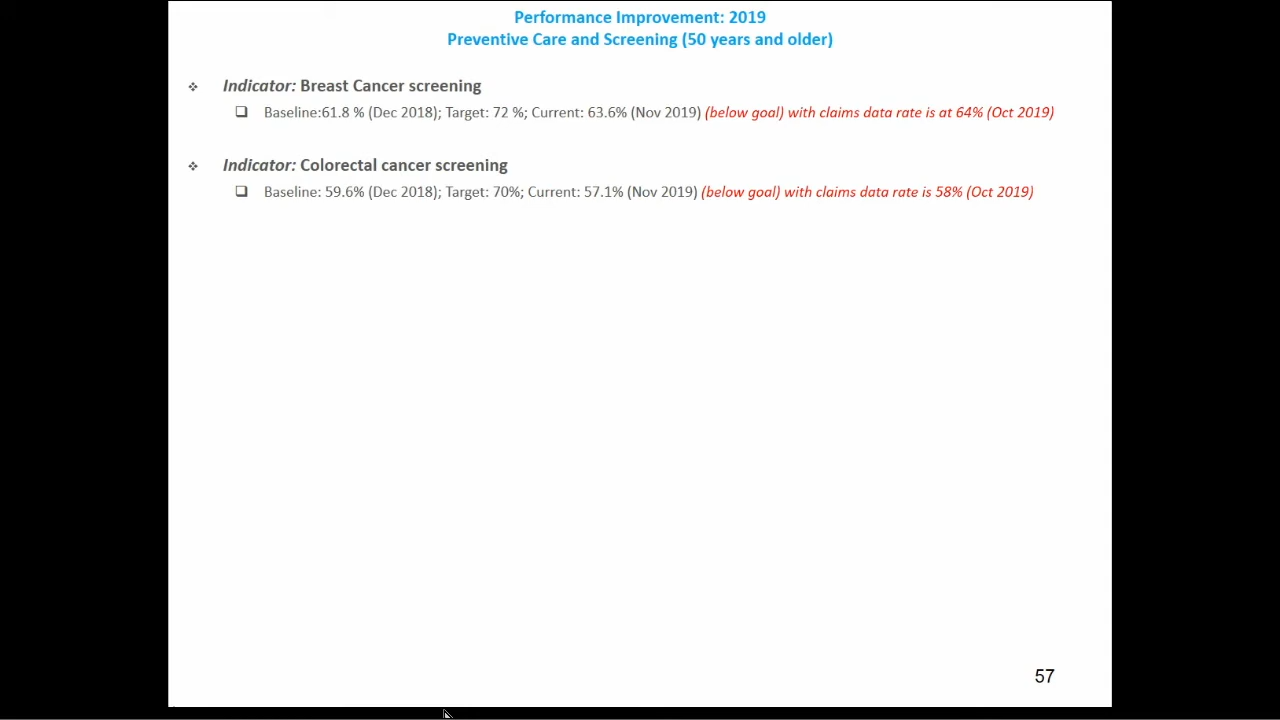 Performance Improvement: 2019
Preventive Care and Screening (50 years and older)
❖ Indicator: Breast Cancer screening
❑ Baseline:61.8 % (Dec 2018); Target: 72 %; Current: 63.6% (Nov 2019) (below goal) with claims data rate is at 64% (Oct 2019)
❖ Indicator: Colorectal cancer screening
❑ Baseline: 59.6% (Dec 2018); Target: 70%; Current: 57.1% (Nov 2019) (below goal) with claims data rate is 58% (Oct 2019)
57